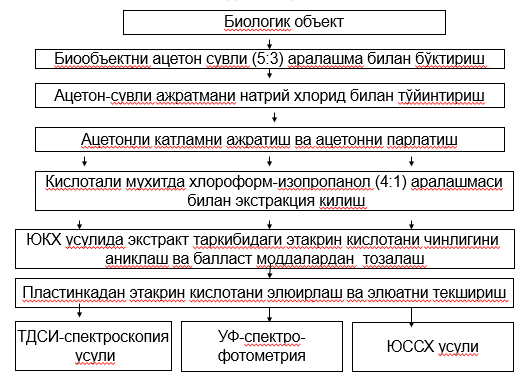 Биологик объект
Биообъектни ацетон сувли (5:3) аралашма билан бўктириш
Ацетон-сувли ажратмани натрий хлорид билан тўйинтириш
Ацетонли катламни ажратиш ва ацетонни парлатиш
Кислотали мухитда хлороформ-изопропанол (4:1) аралашмаси
билан экстракция килиш
ЮКХ усулида экстракт таркибидаги этакрин кислотани чинлигини
аниклаш ва балласт моддалардан тозалаш
Пластинкадан этакрин кислотани элюирлаш ва элюатни текшириш
ТДСИ-спектроскопия
усули
УФ-спектро-
фотометрия
ЮССХ усули